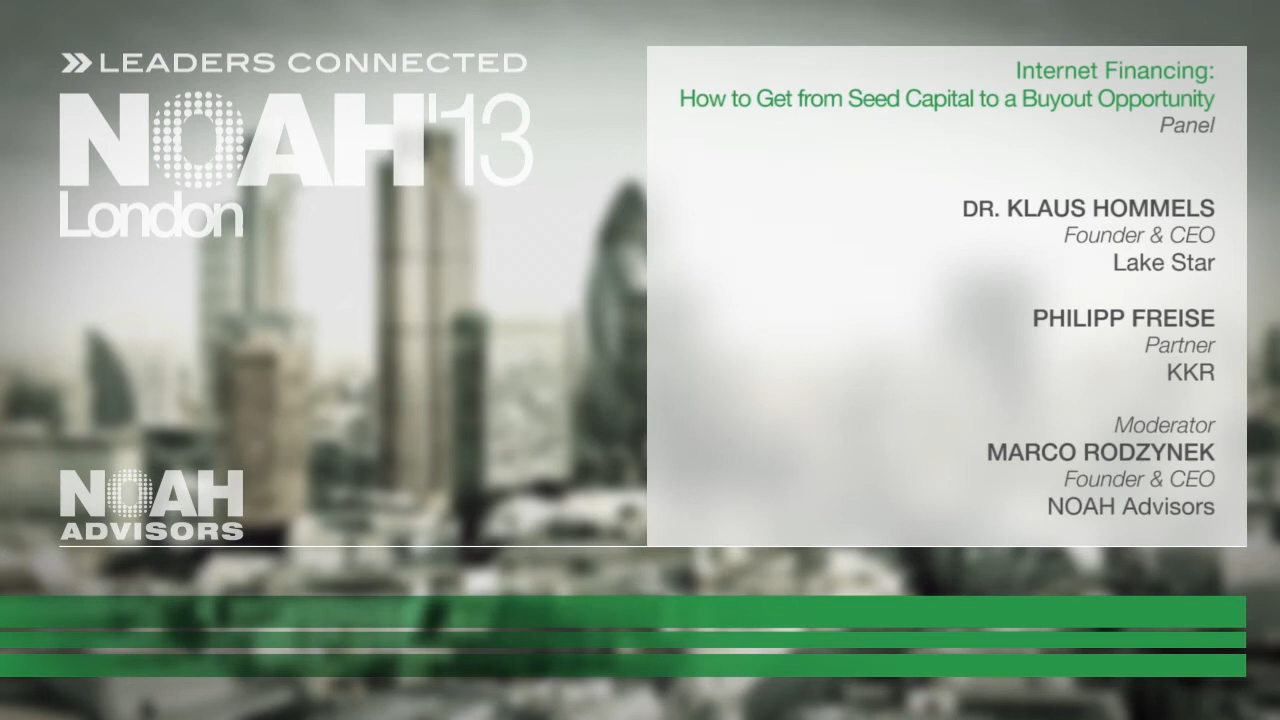 LEADERS CONNECTED
NOAH'13
London
NOAH
ADVISORS
Internet Financing:
How to Get from Seed Capital to a Buyout Opportunity
Panel
DR. KLAUS HOMMELS
Founder & CEO
Lake Star
PHILIPP FREISE
Partner
KKR
Moderator
MARCO RODZYNEK
Founder & CEO
NOAH Advisors